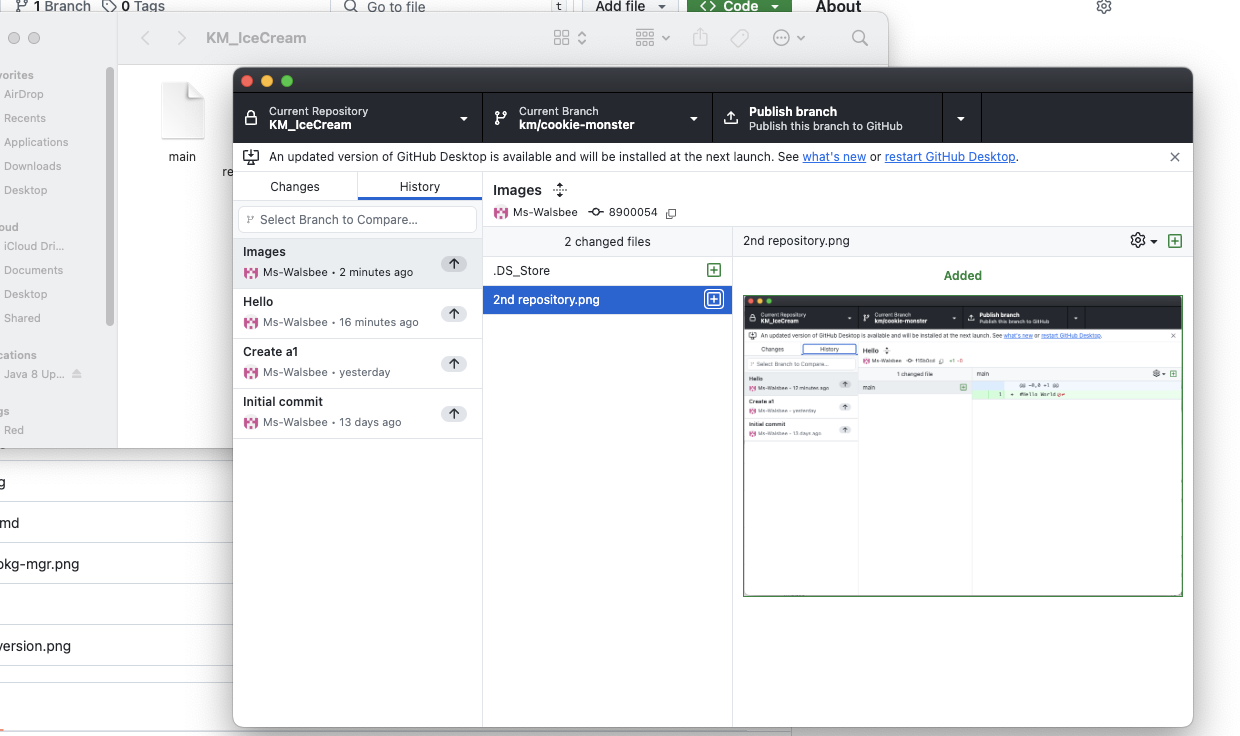 1 Branch
0 Tags
Go to file
t
Add file
Code
About
KM_IceCream
vorites
AirDrop
Recents
Applications
Downloads
Desktop
oud
iCloud Dri...
Documents
Desktop
Shared
cations
Java 8 Up...
gs
Red
main
re
g
md
okg-mgr.png
version.png
Current Repository
KM_IceCream
Current Branch
km/cookie-monster
Publish branch
Publish this branch to GitHub
An updated version of GitHub Desktop is available and will be installed at the next launch. See what's new or restart GitHub Desktop.
Changes
History
Select Branch to Compare...
Images
Ms-Walsbee • 2 minutes ago
Hello
Ms-Walsbee • 16 minutes ago
Create a1
Ms-Walsbee • yesterday
Initial commit
Ms-Walsbee • 13 days ago
Images
Ms-Walsbee
8900054
2 changed files
.DS_Store
2nd repository.png
2nd repository.png
Added
Current Repository
KM_IceCream
Current Branch
km/cookie-monster
Publish branch
Publish this branch to GitHub
An updated version of GitHub Desktop is available and will be installed at the next launch. See what's new or restart GitHub Desktop.
Changes
History
Select Branch to Compare...
Hello
Ms-Walsbee • 12 minutes ago
Create a1
Ms-Walsbee • yesterday
Initial commit
Ms-Walsbee • 13 days ago
Hello
Ms-Walsbee
+1 -0
1 changed file
main
main
@@ -0,0 +1 @@
1 + #Hello World